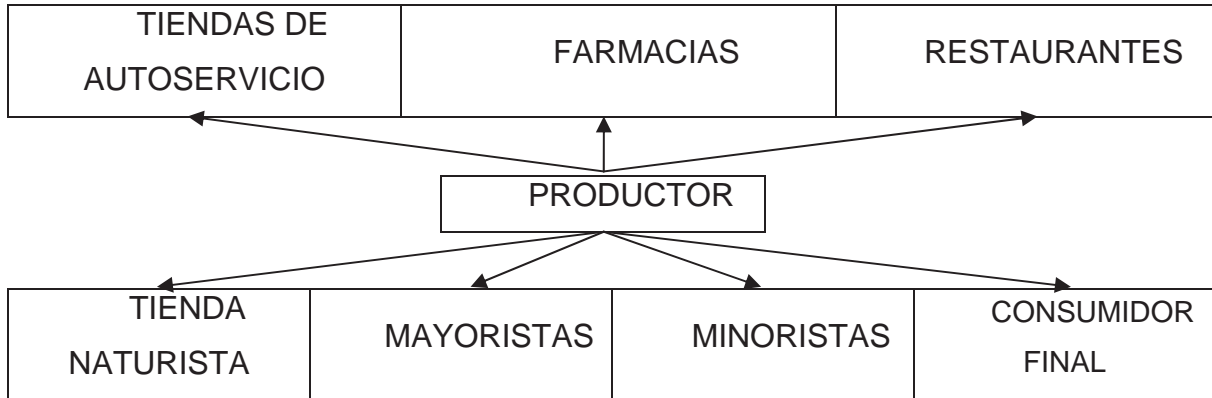 TIENDAS DE
AUTOSERVICIO
FARMACIAS
RESTAURANTES
PRODUCTOR
TIENDA
NATURISTA
MAYORISTAS
MINORISTAS
CONSUMIDOR
FINAL